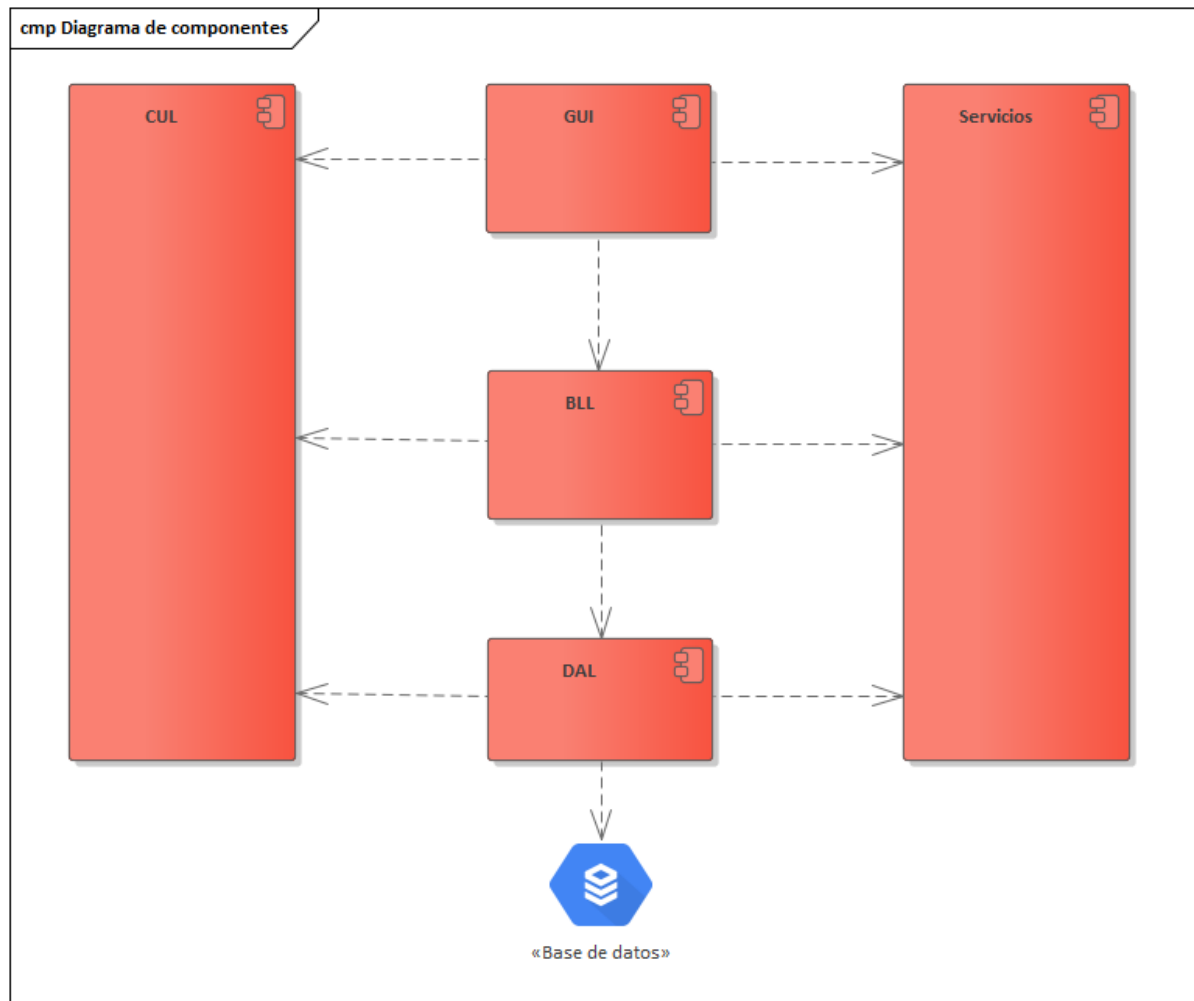 cmp Diagrama de componentes
CUL
GUI
Servicios
BLL
DAL
«Base de datos»